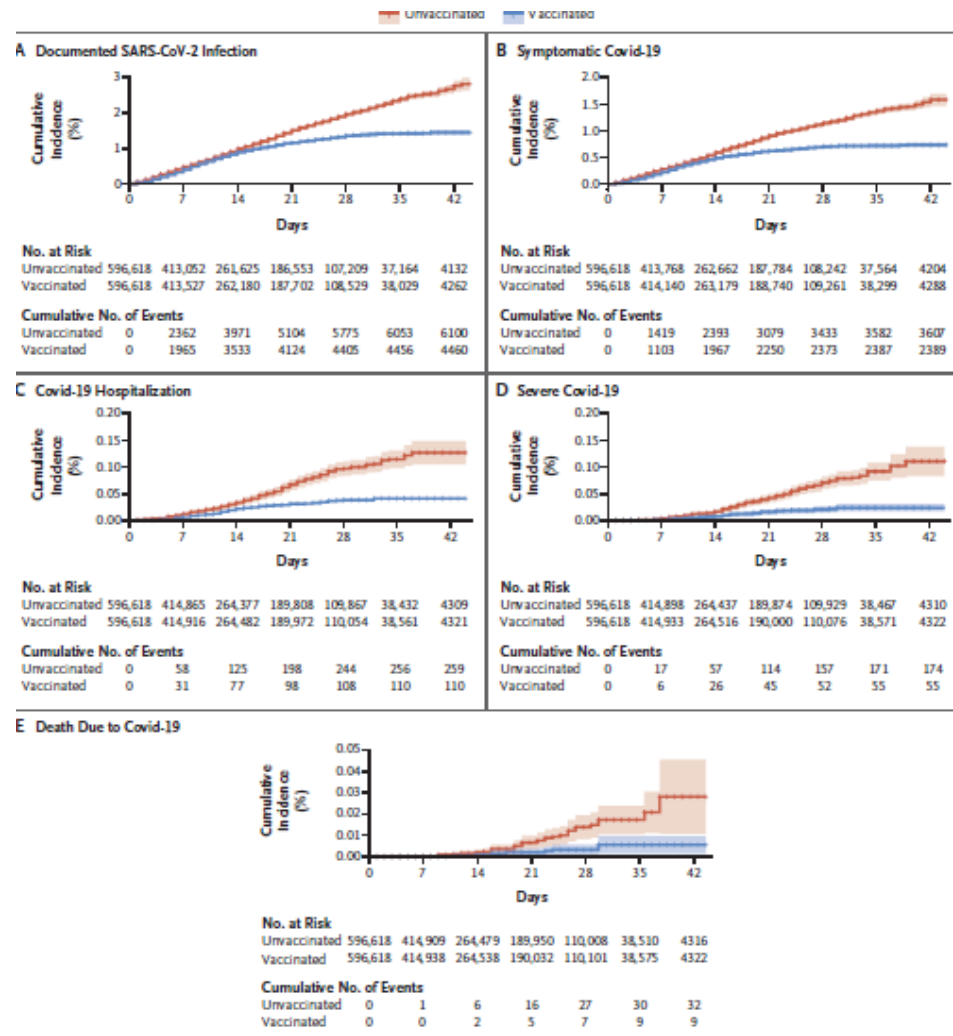 Unvaccinated Vaccinated
A Documented SARS-CoV-2 Infection
Cumulative Incidence (%)
3
2
1
0
0 7 14 21 28 35 42
Days
No. at Risk
Unvaccinated 596,618 413,052 261,625 186,553 107,209 37,164 4132
Vaccinated 596,618 413,527 262,180 187,702 108,529 38,029 4262
Cumulative No. of Events
Unvaccinated 0 2362 3971 5104 5775 6053 6100
Vaccinated 0 1965 3533 4124 4405 4456 4460
B Symptomatic Covid-19
Cumulative Incidence (%)
2.0
1.5
1.0
0.5
0.0
0 7 14 21 28 35 42
Days
No. at Risk
Unvaccinated 596,618 413,768 262,662 187,784 108,242 37,564 4204
Vaccinated 596,618 414,140 263,179 188,740 109,261 38,299 4288
Cumulative No. of Events
Unvaccinated 0 1419 2393 3079 3433 3582 3607
Vaccinated 0 1103 1967 2250 2373 2387 2389
C Covid-19 Hospitalization
Cumulative Incidence (%)
0.20
0.15
0.10
0.05
0.00
0 7 14 21 28 35 42
Days
No. at Risk
Unvaccinated 596,618 414,865 264,377 189,808 109,867 38,432 4309
Vaccinated 596,618 414,916 264,482 189,972 110,054 38,561 4321
Cumulative No. of Events
Unvaccinated 0 58 125 198 244 256 259
Vaccinated 0 31 77 98 108 110 110
D Severe Covid-19
Cumulative Incidence (%)
0.20
0.15
0.10
0.05
0.00
0 7 14 21 28 35 42
Days
No. at Risk
Unvaccinated 596,618 414,898 264,437 189,874 109,929 38,467 4310
Vaccinated 596,618 414,933 264,516 190,000 110,076 38,571 4322
Cumulative No. of Events
Unvaccinated 0 17 57 114 157 171 174
Vaccinated 0 6 26 45 52 55 55
E Death Due to Covid-19
Cumulative Incidence (%)
0.05
0.04
0.03
0.02
0.01
0.00
0 7 14 21 28 35 42
Days
No. at Risk
Unvaccinated 596,618 414,909 264,479 189,950 110,008 38,510 4316
Vaccinated 596,618 414,938 264,538 190,032 110,101 38,575 4322
Cumulative No. of Events
Unvaccinated 0 1 6 16 27 30 32
Vaccinated 0 0 2 5 7 9 9